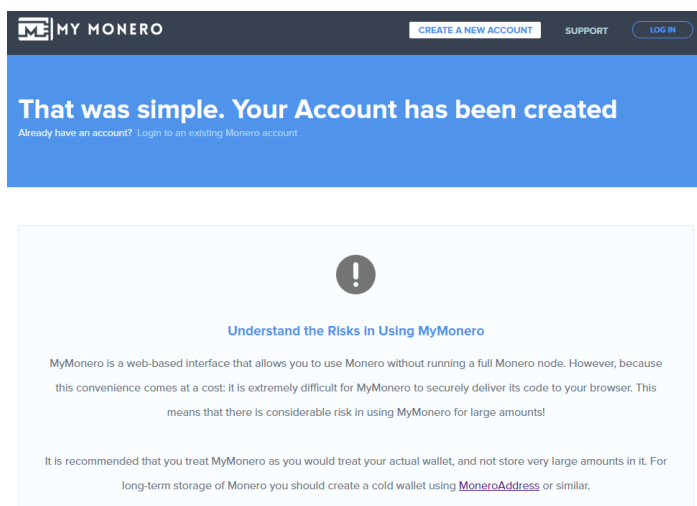 ME MY MONERO
CREATE A NEW ACCOUNT
SUPPORT
LOG IN
That was simple. Your Account has been created
Already have an account? Login to an existing Monero account
Understand the Risks in Using MyMonero
MyMonero is a web-based interface that allows you to use Monero without running a full Monero node. However, because
this convenience comes at a cost: it is extremely difficult for MyMonero to securely deliver its code to your browser. This
means that there is considerable risk in using MyMonero for large amounts!
It is recommended that you treat MyMonero as you would treat your actual wallet, and not store very large amounts in it. For
long-term storage of Monero you should create a cold wallet using MoneroAddress or similar.